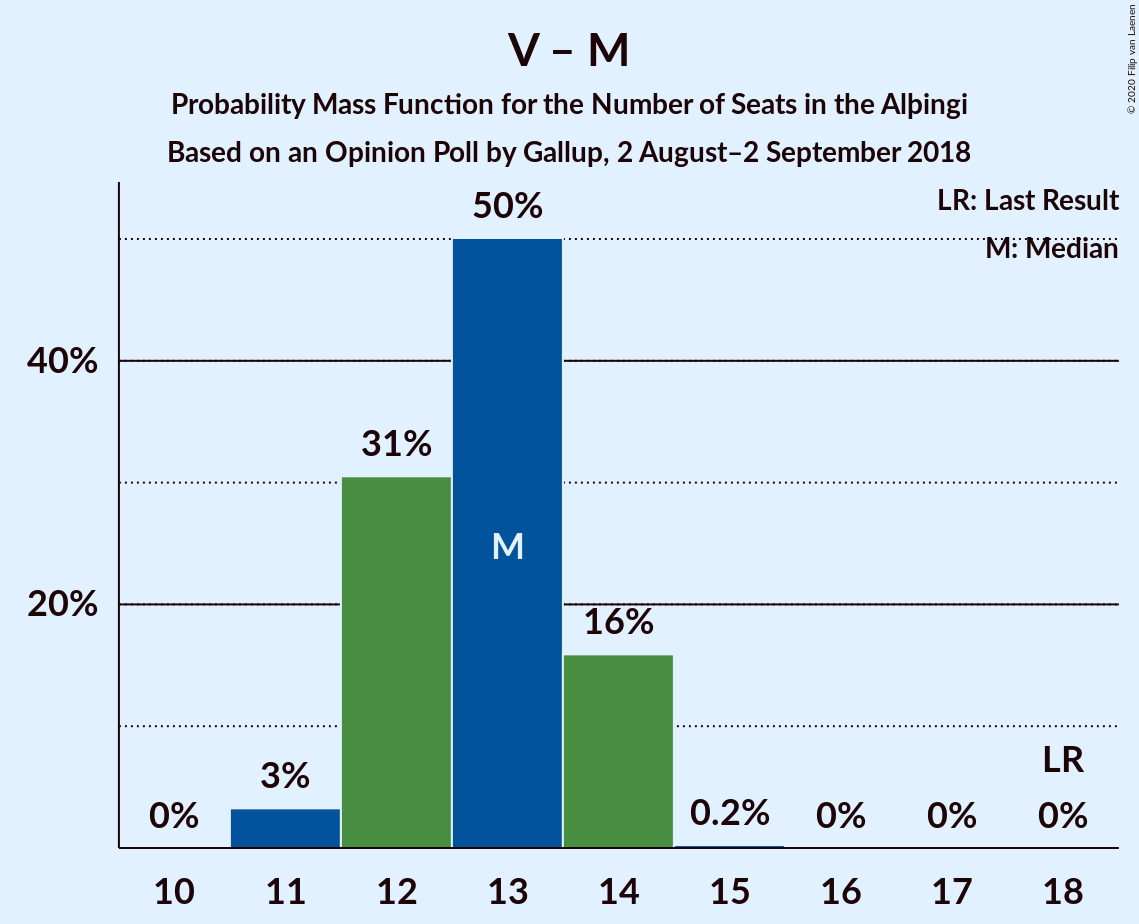 V – M
Probability Mass Function for the Number of Seats in the Alþingi
Based on an Opinion Poll by Gallup, 2 August–2 September 2018
© 2020 Filip van Laenen
LR: Last Result
M: Median
50%
40%
31%
M
20%
16%
3%
LR
0%
0.2%
0%
0%
0%
10 11 12 13 14 15 16 17 18